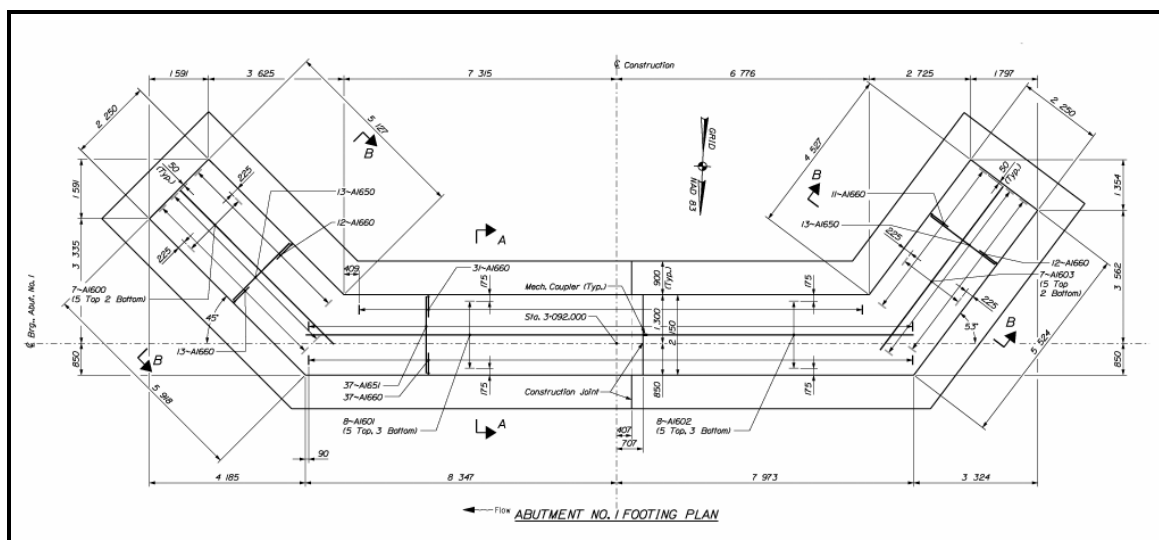 ℄ Construction
1 591
3 625
7 315
6 776
2 725
1797
2 250
5 127
4 527
2 250
B
GRID
NAD 83
B
50
(Typ.)
225
13~A1650
12~A1660
11~A1660
13~A1650
50
(Typ.)
1 591
1 354
A
225
409
31~A1660
175
900
(Typ.)
175
225
12~A1660
7~A1603
(5 Top
2 Bottom)
3 335
3 562
7~A1600
(5 Top 2 Bottom)
Mech. Coupler (Typ.)
Sta. 3+092.000
1 300
2 150
225
45°
53°
℄ Brg., Abut. No. 1
B
13~A1660
B
5 524
850
850
850
37~A1651
37~A1660
175
Construction Joint
175
5 918
8~A1601
(5 Top, 3 Bottom)
A
8~A1602
(5 Top, 3 Bottom)
407
707
90
4 185
8 347
7 973
3 324
Flow
ABUTMENT NO. 1 FOOTING PLAN